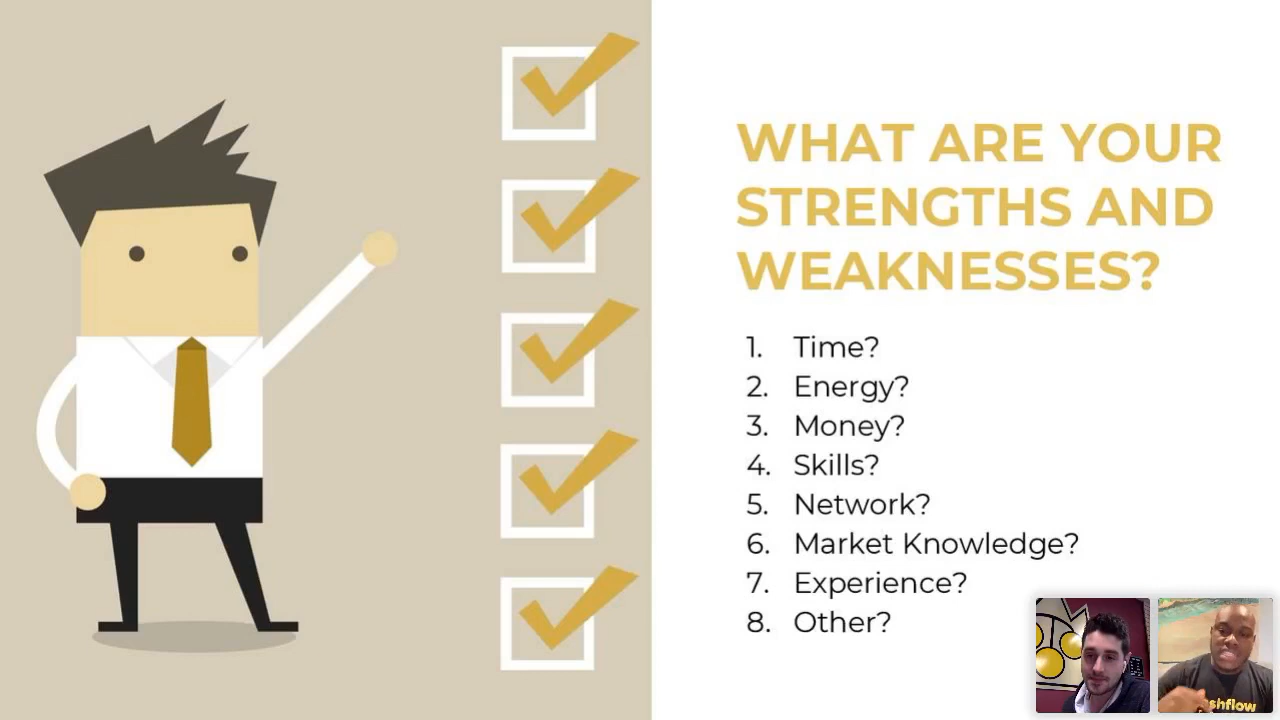 WHAT ARE YOUR
STRENGTHS AND
WEAKNESSES?
1. Time?
2. Energy?
3. Money?
4. Skills?
5. Network?
6. Market Knowledge?
7. Experience?
8. Other?